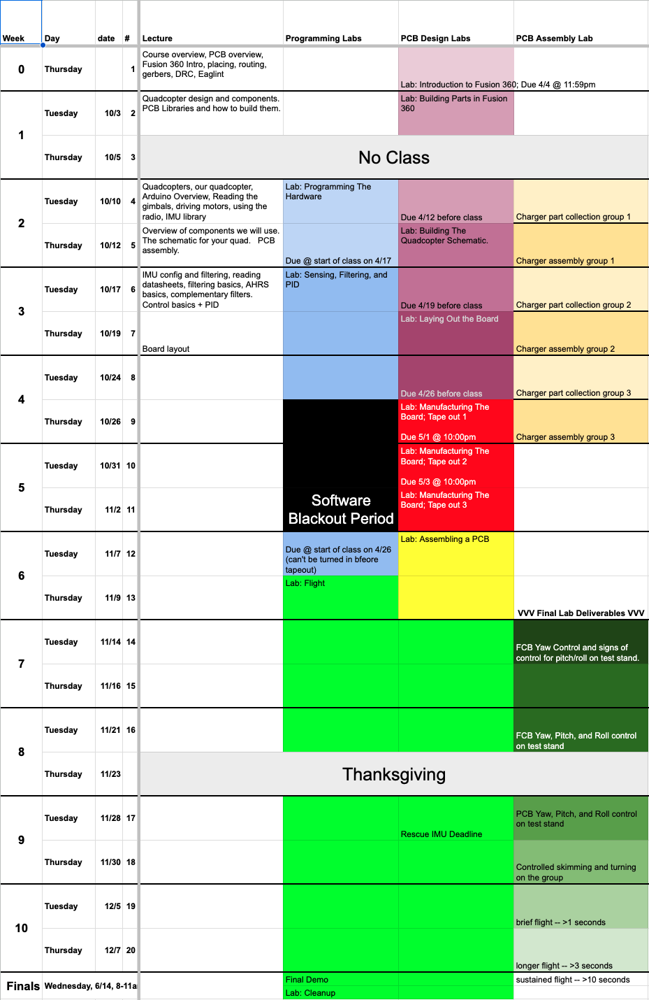 Week Day date # Lecture Programming Labs PCB Design Labs PCB Assembly Lab
0 Thursday 1
Course overview, PCB overview,
Fusion 360 Intro, placing, routing,
gerbers, DRC, Eaglint
Lab: Introduction to Fusion 360; Due 4/4 @ 11:59pm
1
Tuesday 10/3 2
Quadcopter design and components.
PCB Libraries and how to build them.
Lab: Building Parts in Fusion
360
Thursday 10/5 3
No Class
2
Tuesday 10/10 4
Quadcopters, our quadcopter,
Arduino Overview, Reading the
gimbals, driving motors, using the
radio, IMU library
Lab: Programming The
Hardware
Due 4/12 before class
Charger part collection group 1
Thursday 10/12 5
Overview of components we will use.
The schematic for your quad. PCB
assembly.
Due @ start of class on 4/17
Lab: Building The
Quadcopter Schematic.
Charger assembly group 1
3
Tuesday 10/17 6
IMU config and filtering, reading
datasheets, filtering basics, AHRS
basics, complementary filters.
Control basics + PID
Lab: Sensing, Filtering, and
PID
Due 4/19 before class
Charger part collection group 2
Thursday 10/19 7
Board layout
Lab: Laying Out the Board
Charger assembly group 2
4
Tuesday 10/24 8
Due 4/26 before class
Charger part collection group 3
Thursday 10/26 9
Lab: Manufacturing The
Board; Tape out 1
Due 5/1 @ 10:00pm
Charger assembly group 3
5
Tuesday 10/31 10
Lab: Manufacturing The
Board; Tape out 2
Due 5/3 @ 10:00pm
Thursday 11/2 11
Software
Blackout Period
Lab: Manufacturing The
Board; Tape out 3
6
Tuesday 11/7 12
Due @ start of class on 4/26
(can't be turned in bfeore
tapeout)
Lab: Assembling a PCB
Thursday 11/9 13
Lab: Flight
VVV Final Lab Deliverables VVV
7
Tuesday 11/14 14
FCB Yaw Control and signs of
control for pitch/roll on test stand.
Thursday 11/16 15
8
Tuesday 11/21 16
FCB Yaw, Pitch, and Roll control
on test stand
Thursday 11/23
Thanksgiving
9
Tuesday 11/28 17
Rescue IMU Deadline
PCB Yaw, Pitch, and Roll control
on test stand
Thursday 11/30 18
Controlled skimming and turning
on the group
10
Tuesday 12/5 19
brief flight -- >1 seconds
Thursday 12/7 20
longer flight -- >3 seconds
Finals Wednesday, 6/14, 8-11a
Final Demo
sustained flight -- >10 seconds
Lab: Cleanup